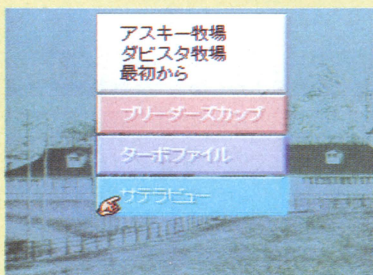 アスキー牧場
ダビスタ牧場
最初から
ブリーダーズカップ
ターボファイル
サテラビュー